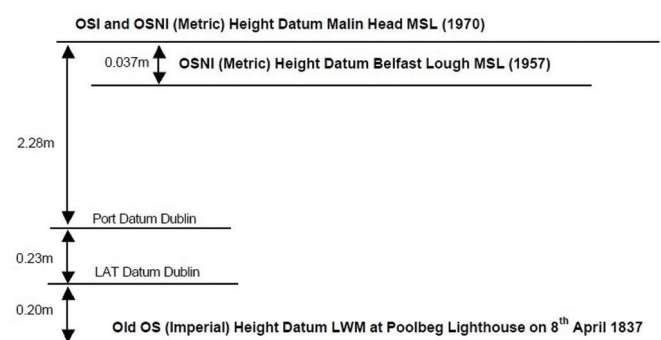 OSI and OSNI (Metric) Height Datum Malin Head MSL (1970)
0.037m
OSNI (Metric) Height Datum Belfast Lough MSL (1957)
2.28m
Port Datum Dublin
0.23m
LAT Datum Dublin
0.20m
Old OS (Imperial) Height Datum LWM at Poolbeg Lighthouse on 8th April 1837